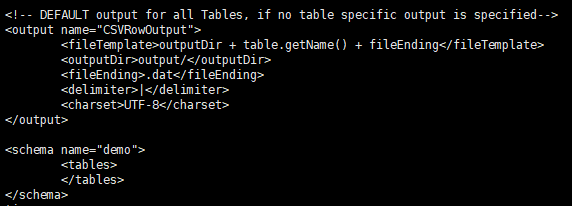 <!-- DEFAULT output for all Tables, if no table specific output is specified-->
<output name="CSVRowOutput">
<fileTemplate>outputDir + table.getName() + fileEnding</fileTemplate>
<outputDir>output/</outputDir>
<fileEnding>.dat</fileEnding>
<delimiter>|</delimiter>
<charset>UTF-8</charset>
</output>
<schema name="demo">
<tables>
</tables>
</schema>